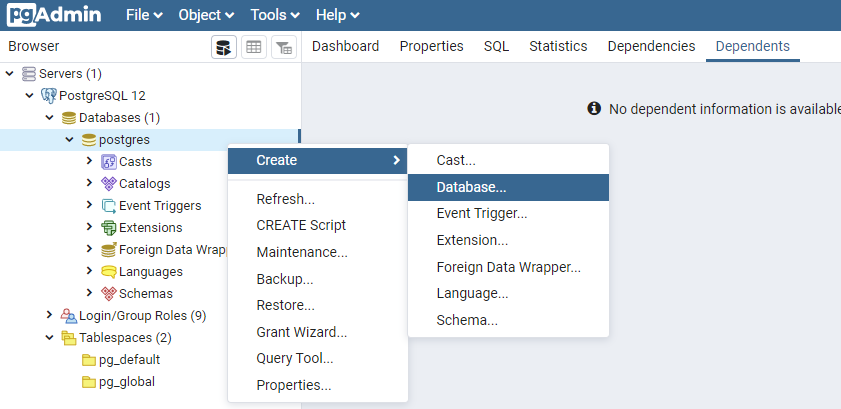 pgAdmin File Object Tools Help
Browser Dashboard Properties SQL Statistics Dependencies Dependents
Servers (1)
PostgreSQL 12
Databases (1)
No dependent information is available
postgres
Casts
Catalogs
Event Triggers
Extensions
Foreign Data Wrap
Languages
Schemas
Login/Group Roles (9)
Tablespaces (2)
pg_default
pg_global
Create
Refresh...
CREATE Script
Maintenance...
Backup...
Restore...
Grant Wizard...
Query Tool...
Properties...
Cast...
Database...
Event Trigger...
Extension...
Foreign Data Wrapper...
Language...
Schema...